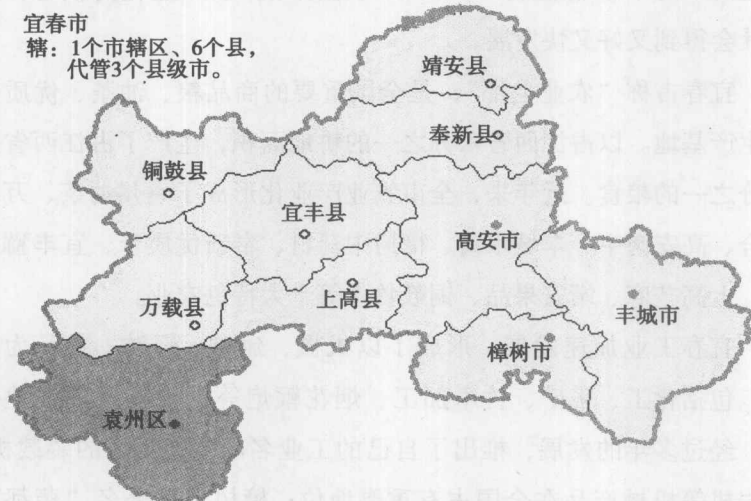 宜春市
辖：1个市辖区、6个县，
代管3个县级市。
靖安县
奉新县
铜鼓县
宜丰县
高安市
万载县
上高县
丰城市
樟树市
袁州区